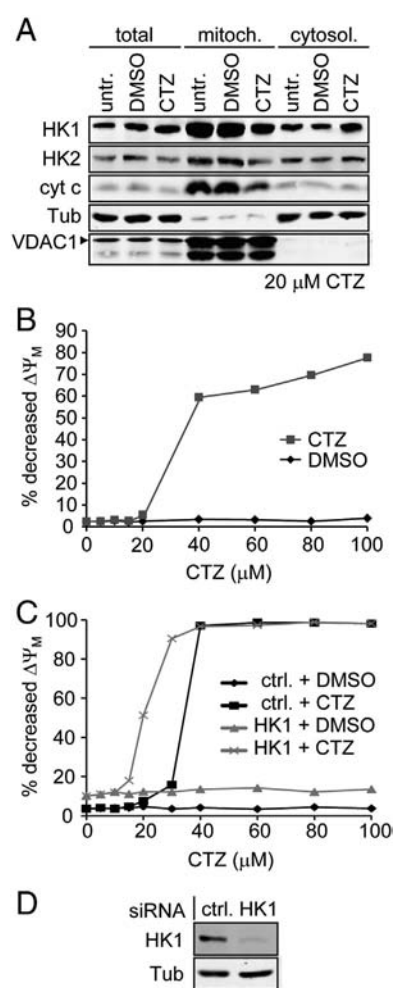 A
total mitoch. cytosol.
untr. DMSO CTZ untr. DMSO CTZ untr. DMSO CTZ
HK1
HK2
cyt c
Tub
VDAC1
20 µM CTZ
B
% decreased ΔΨM
90
80
70
60
50
40
30
20
10
0
CTZ
DMSO
0 20 40 60 80 100
CTZ (µM)
C
% decreased ΔΨM
100
80
60
40
20
0
ctrl. + DMSO
ctrl. + CTZ
HK1 + DMSO
HK1 + CTZ
0 20 40 60 80 100
CTZ (µM)
D
siRNA ctrl. HK1
HK1
Tub